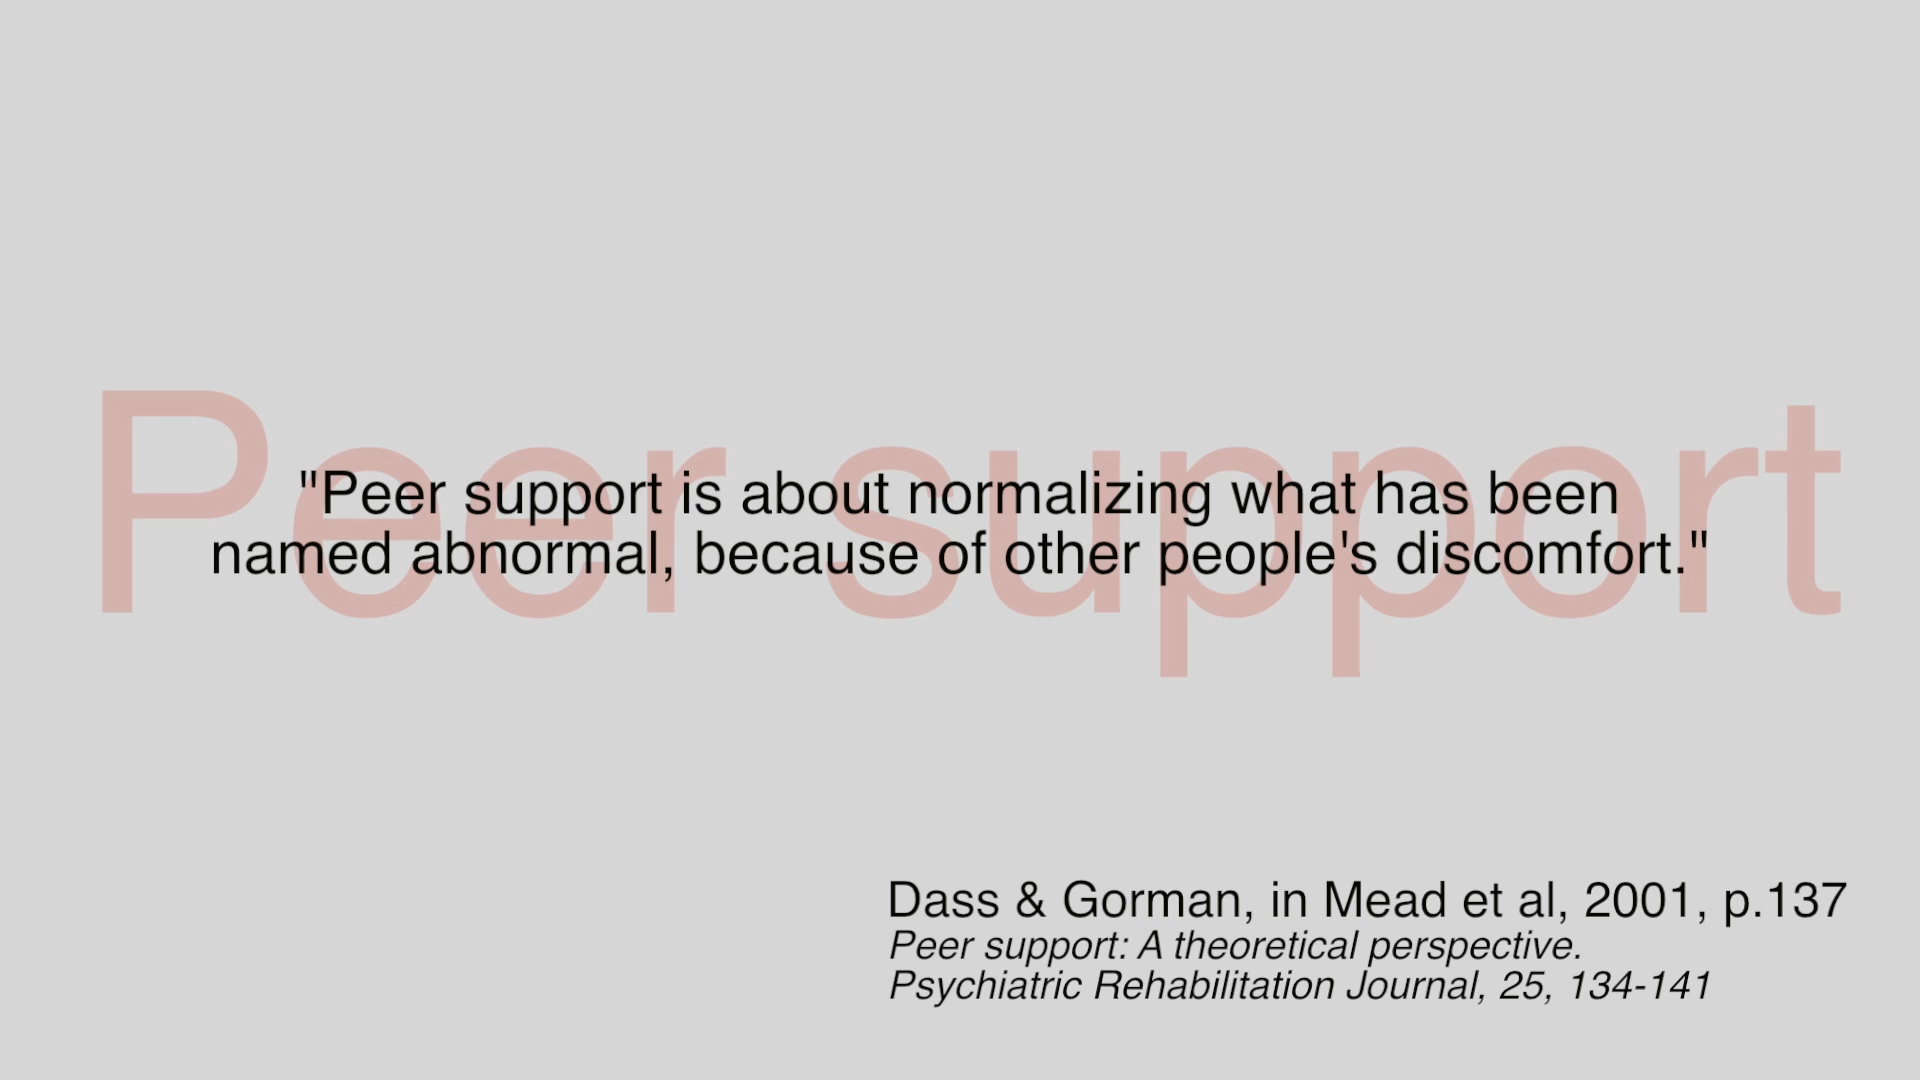 Peer support
"Peer support is about normalizing what has been
named abnormal, because of other people's discomfort."
Dass & Gorman, in Mead et al, 2001, p.137
Peer support: A theoretical perspective.
Psychiatric Rehabilitation Journal, 25, 134-141